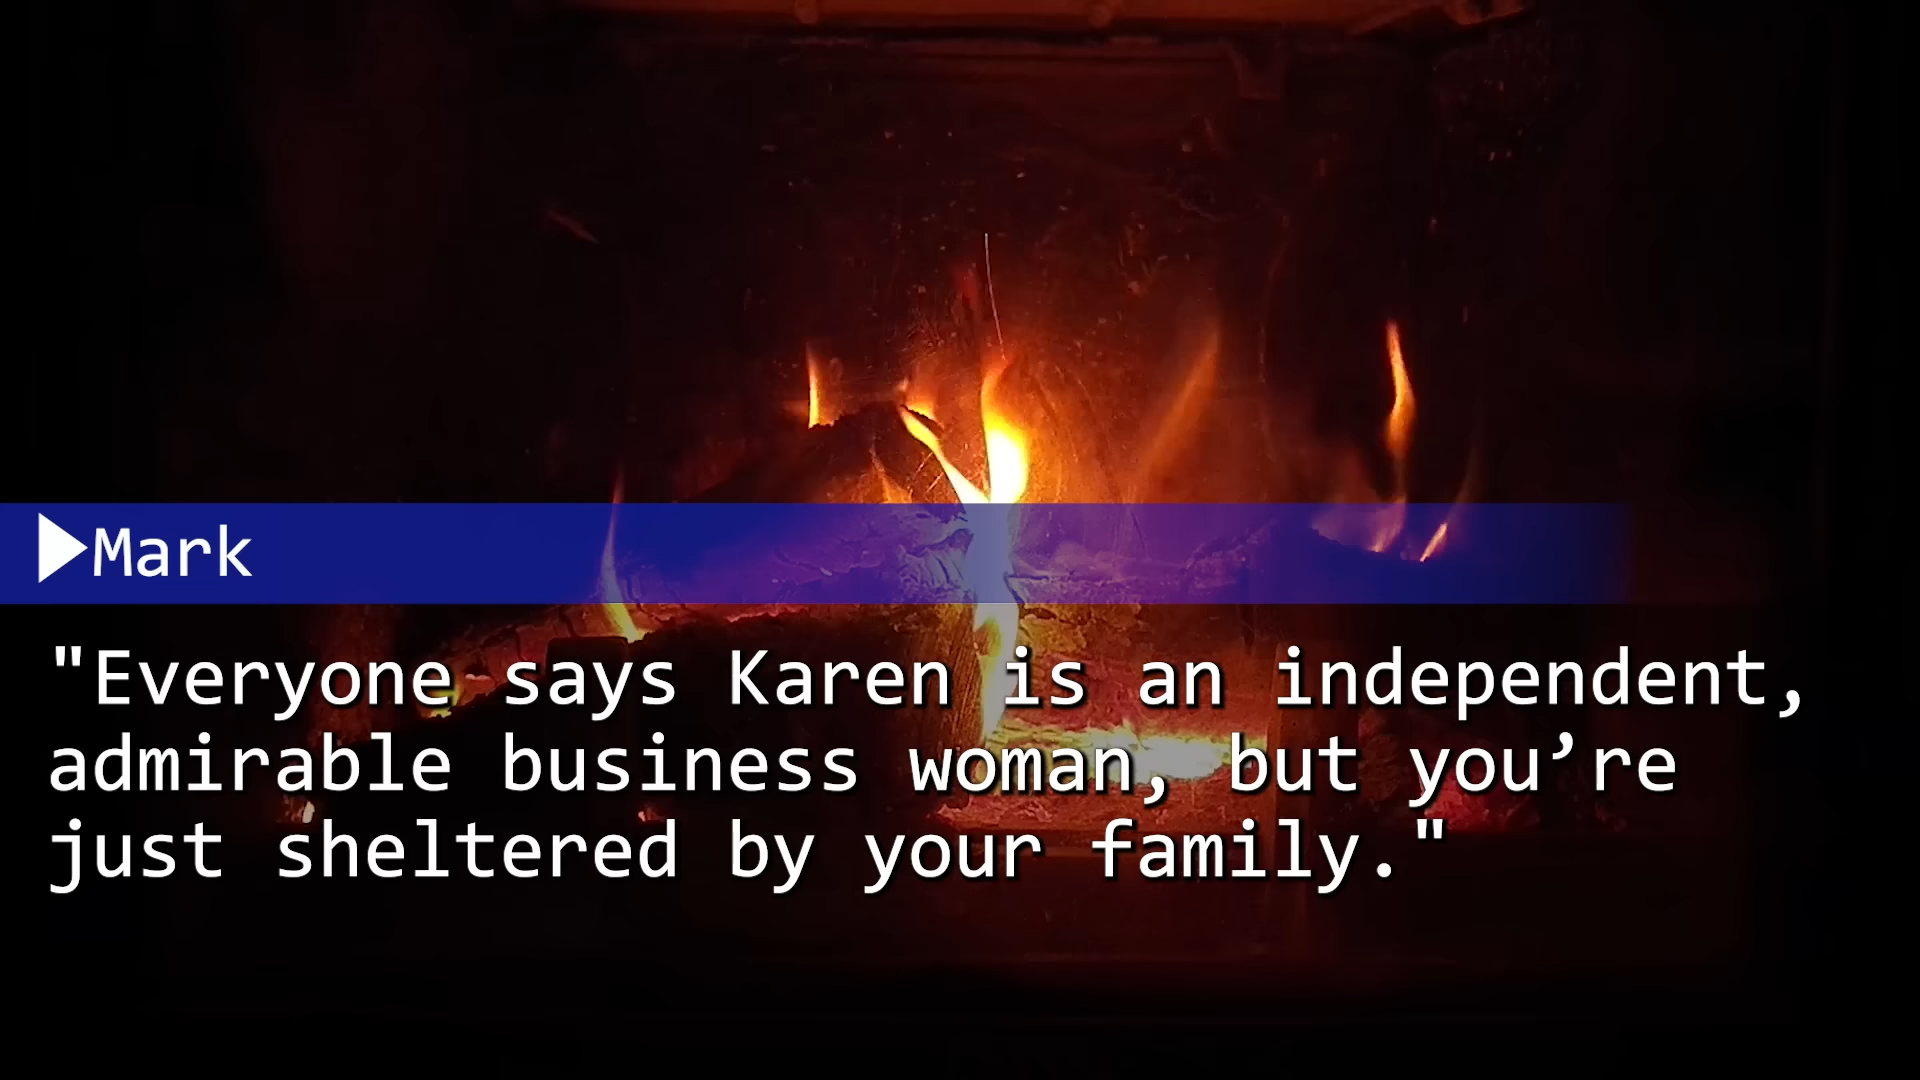 Mark
"Everyone says Karen is an independent,
admirable business woman, but you’re
just sheltered by your family."